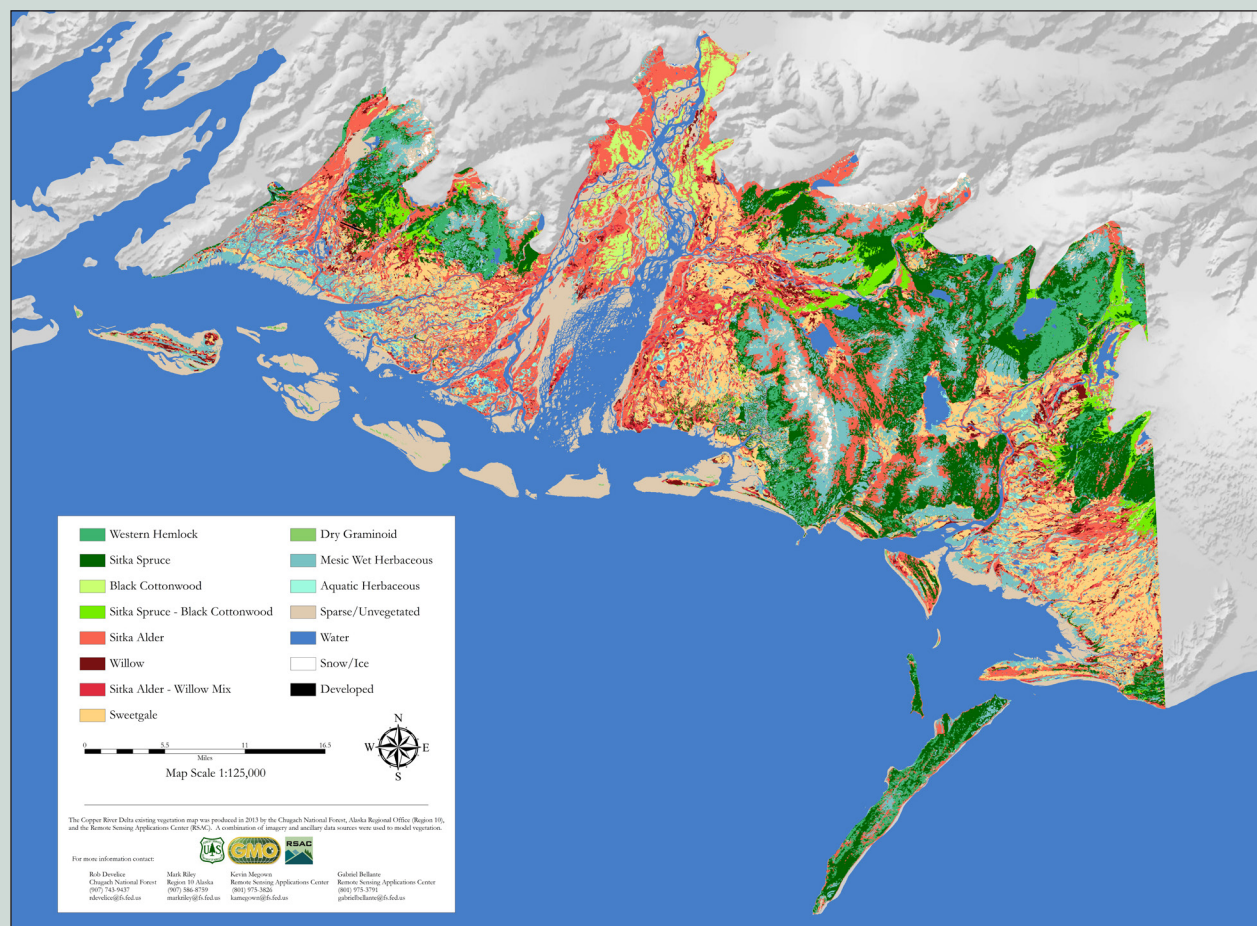 Western Hemlock
Sitka Spruce
Black Cottonwood
Sitka Spruce - Black Cottonwood
Sitka Alder
Willow
Sitka Alder - Willow Mix
Sweetgale
Dry Graminoid
Mesic Wet Herbaceous
Aquatic Herbaceous
Sparse/Unvegetated
Water
Snow/Ice
Developed
N
W E
S
0 5.5 11 16.5
Miles
Map Scale 1:125,000
The Copper River Delta existing vegetation map was produced in 2013 by the Chugach National Forest, Alaska Regional Office (Region 10),
and the Remote Sensing Applications Center (RSAC). A combination of imagery and ancillary data sources were used to model vegetation.
U S
GMO
RSAC
For more information contact:
Rob Develice
Chugach National Forest
(907) 743-9437
rdevelice@fs.fed.us
Mark Riley
Region 10 Alaska
(907) 586-8759
markriley@fs.fed.us
Kevin Megown
Remote Sensing Applications Center
(801) 975-3826
kamegown@fs.fed.us
Gabriel Bellante
Remote Sensing Applications Center
(801) 975-3791
gabrielbellante@fs.fed.us